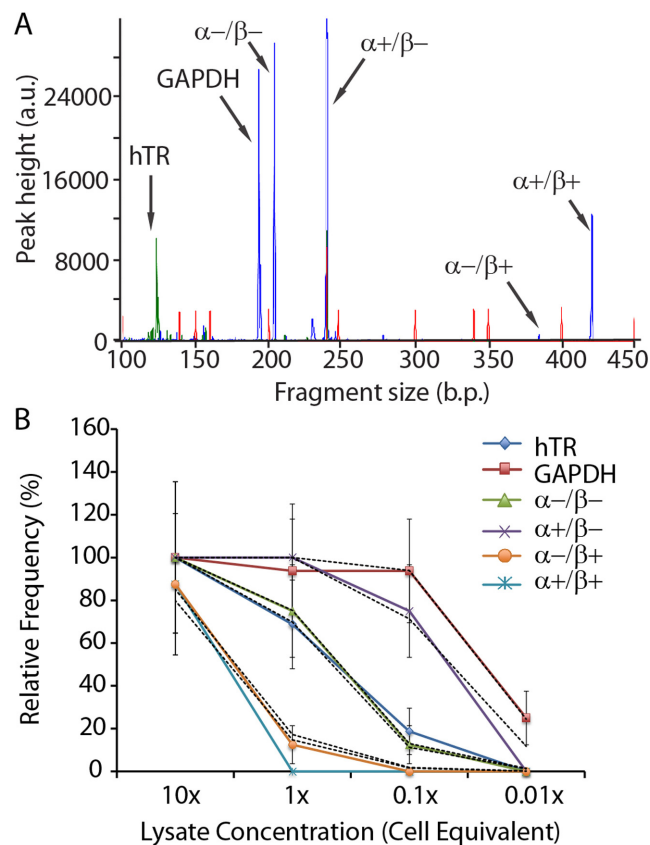 A
Peak height (a.u.)
24000
16000
8000
0
hTR
GAPDH
α−/β−
α+/β−
α−/β+
α+/β+
100 150 200 250 300 350 400 450
Fragment size (b.p.)
B
Relative Frequency (%)
160
140
120
100
80
60
40
20
0
hTR
GAPDH
α−/β−
α+/β−
α−/β+
α+/β+
10x 1x 0.1x 0.01x
Lysate Concentration (Cell Equivalent)